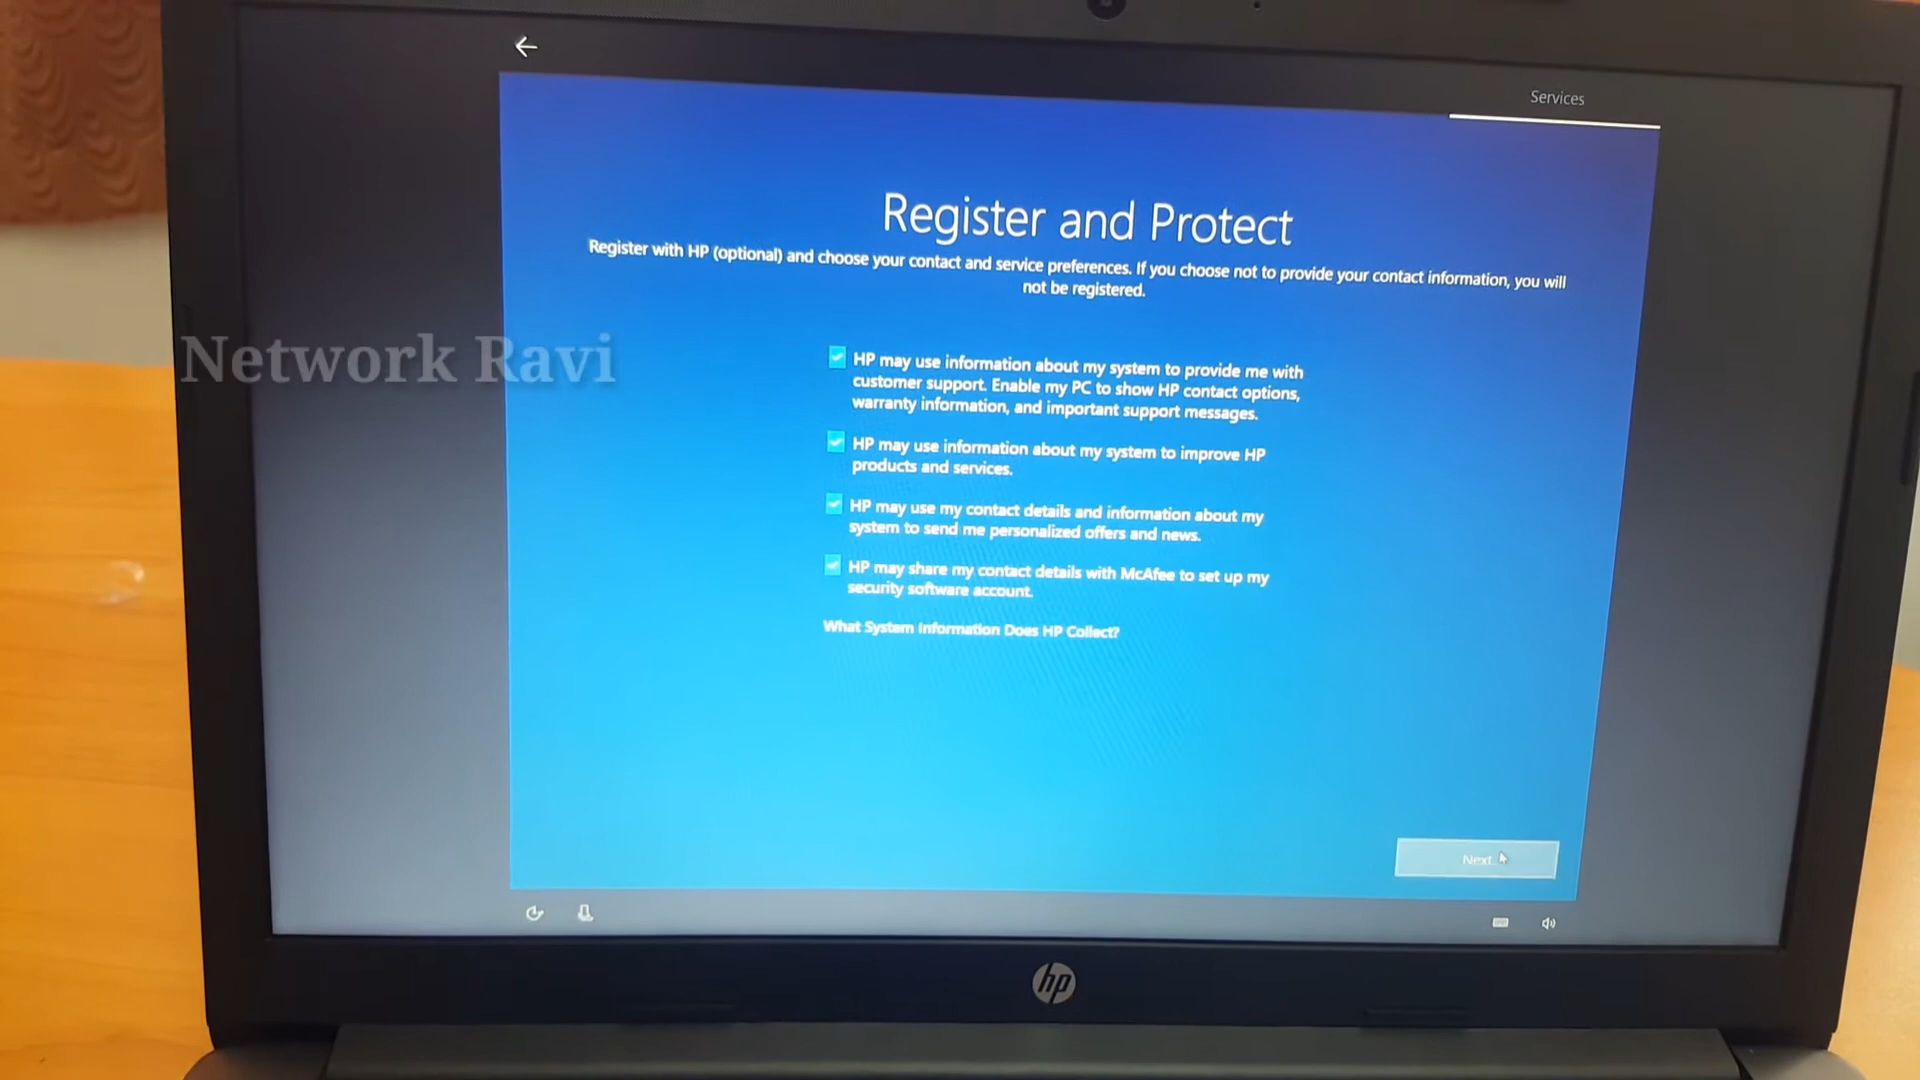 Services
Register and Protect
Register with HP (optional) and choose your contact and service preferences. If you choose not to provide your contact information, you will
not be registered.
Network Ravi
HP may use information about my system to provide me with
customer support. Enable my PC to show HP contact options,
warranty information, and important support messages.
HP may use information about my system to improve HP
products and services.
HP may use my contact details and information about my
system to send me personalized offers and news.
HP may share my contact details with McAfee to set up my
security software account.
What System Information Does HP Collect?
Next
hp